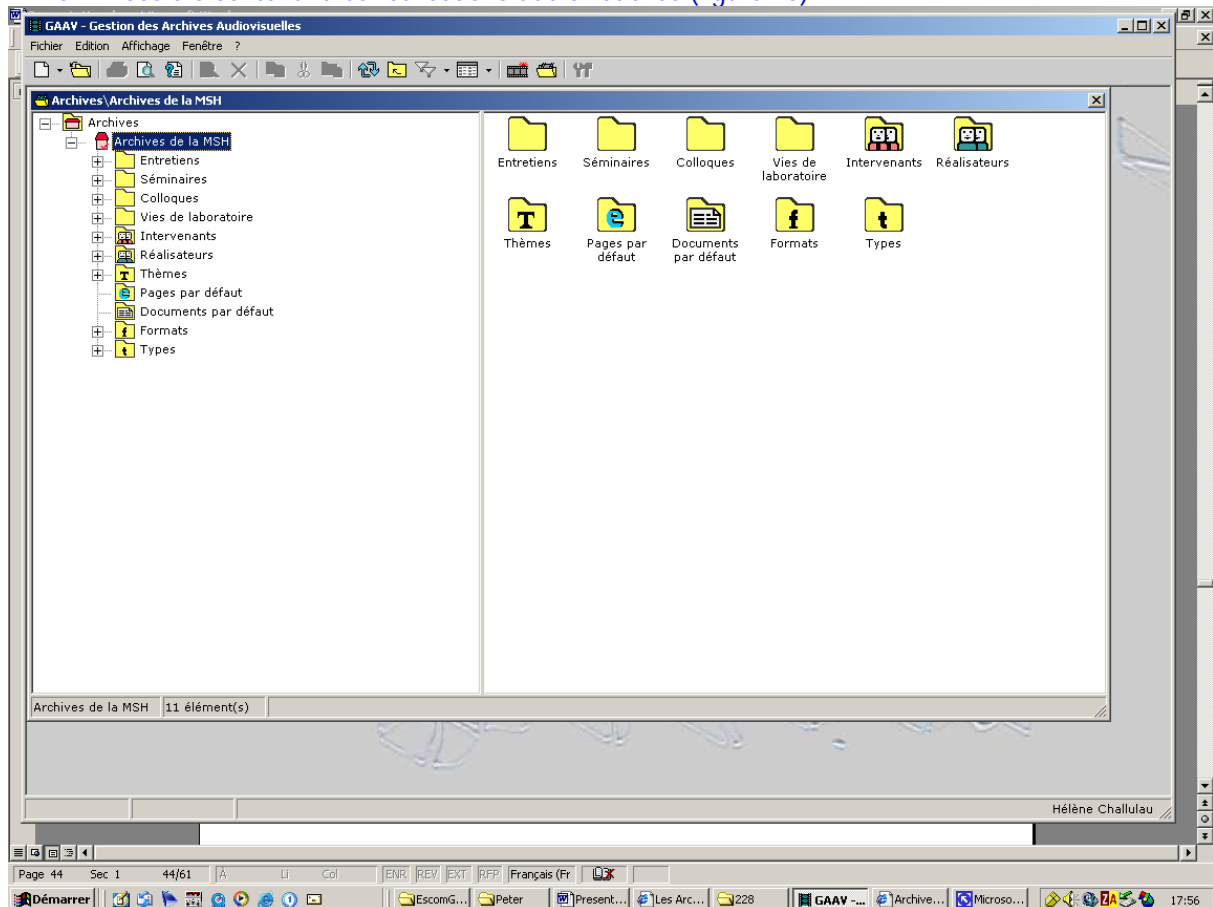 GAAV - Gestion des Archives Audiovisuelles
Fichier Edition Affichage Fenêtre ?
Archives\Archives de la MSH
Archives
Archives de la MSH
Entretiens
Séminaires
Colloques
Vies de laboratoire
Intervenants
Réalisateurs
Thèmes
Pages par défaut
Documents par défaut
Formats
Types
Entretiens Séminaires Colloques Vies de laboratoire Intervenants Réalisateurs
Thèmes Pages par défaut Documents par défaut Formats Types
Archives de la MSH 11 élément(s)
Hélène Challulau
Page 44 Sec 1 44/61 À Li Col ENR REV EXT RFP Français (Fr
Démarrer EscomG... Peter Present... Les Arc... 228 GAAV -... Archive... Microso... 17:56